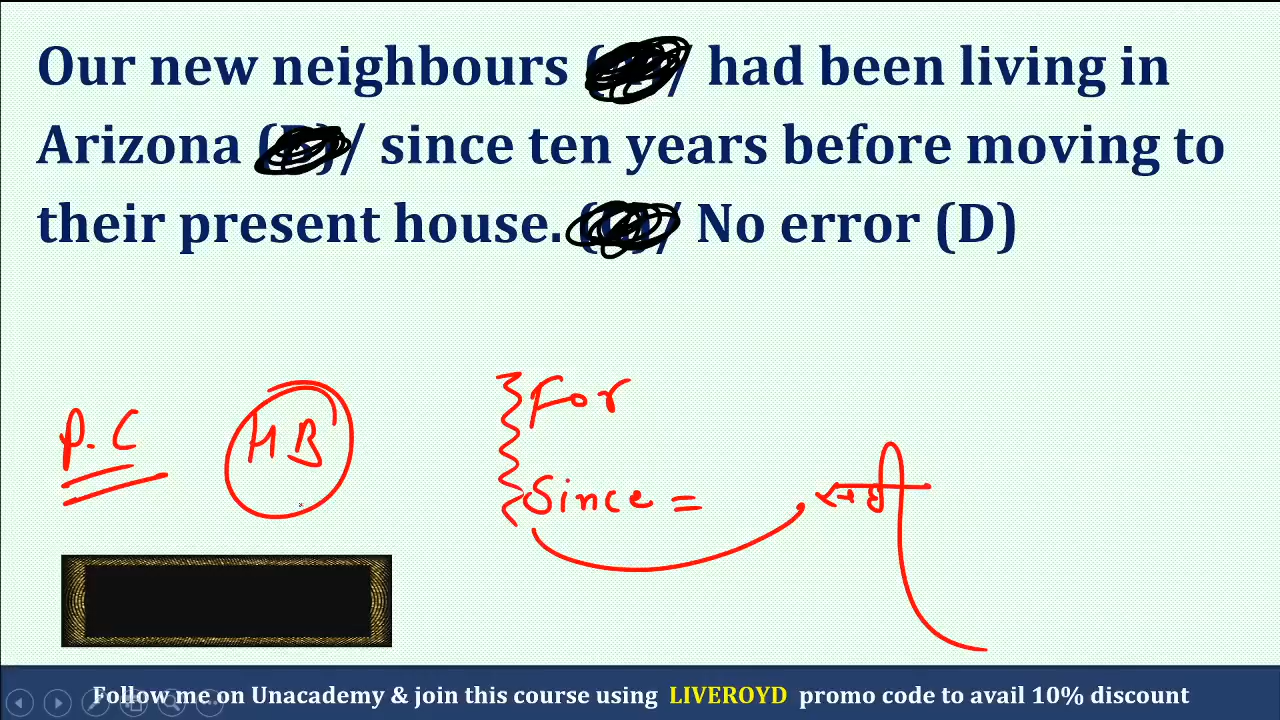 Our new neighbours / had been living in
Arizona (B)/ since ten years before moving to
their present house. / No error (D)
For
P.C
HB
Since =
Follow me on Unacademy & join this course using LIVEROYD promo code to avail 10% discount